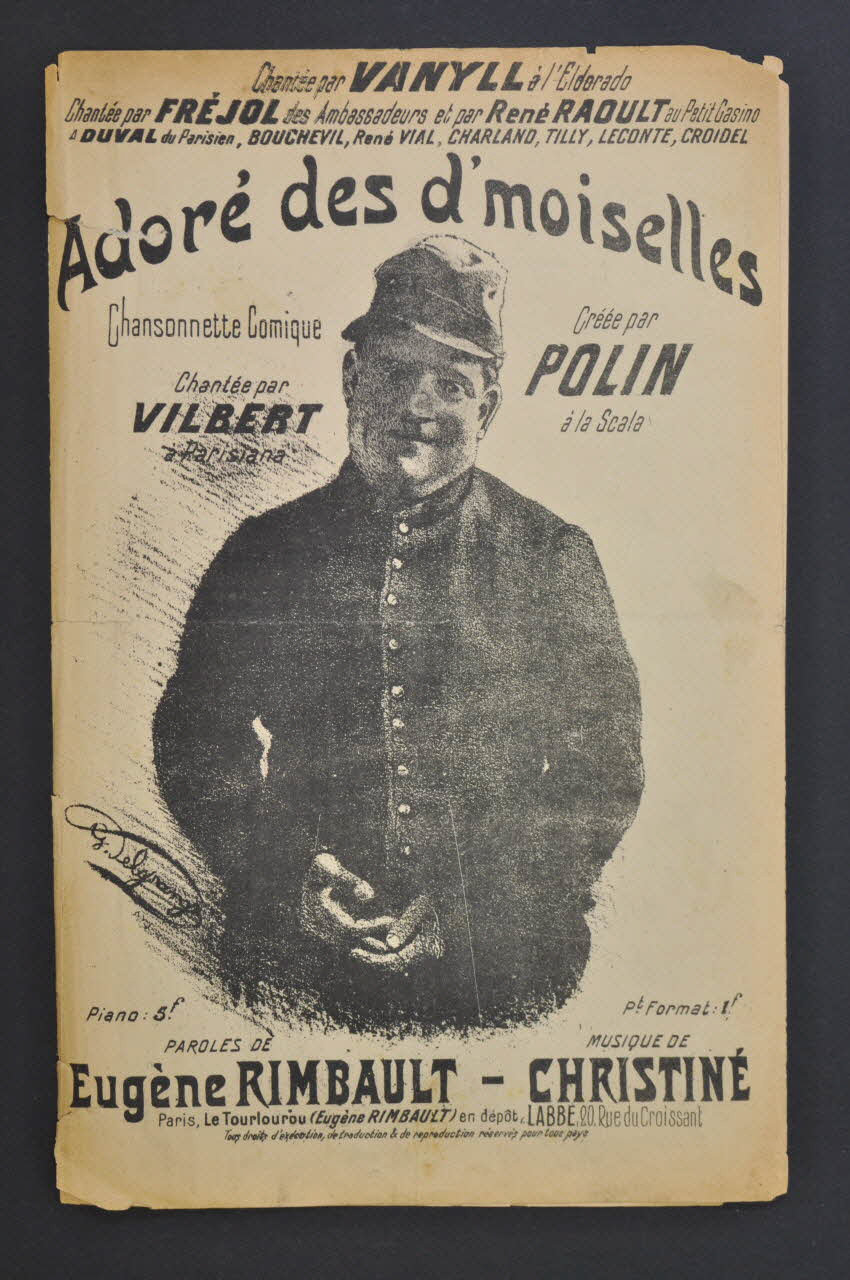 Chantée par VANYLL à l'Eldorado
Chantée par FRÉJOL des Ambassadeurs et par René RAOULT au Petit Casino
& DUVAL du Parisien, BOUCHEVIL, René VIAL, CHARLAND, TILLY, LECONTE, CROIDEL
Adoré des d'moiselles
Chansonnette Comique
Créée par
POLIN
à la Scala
Chantée par
VILBERT
à Parisiana
G. Delgrange
Piano: 5f
Pt Format: 1f
PAROLES DE
MUSIQUE DE
Eugène RIMBAULT - CHRISTINÉ
Paris, Le Tourlourou (Eugène RIMBAULT) en dépôt, LABBÉ, 20, Rue du Croissant
Tous droits d'exécution, de traduction & de reproduction réservés pour tous pays